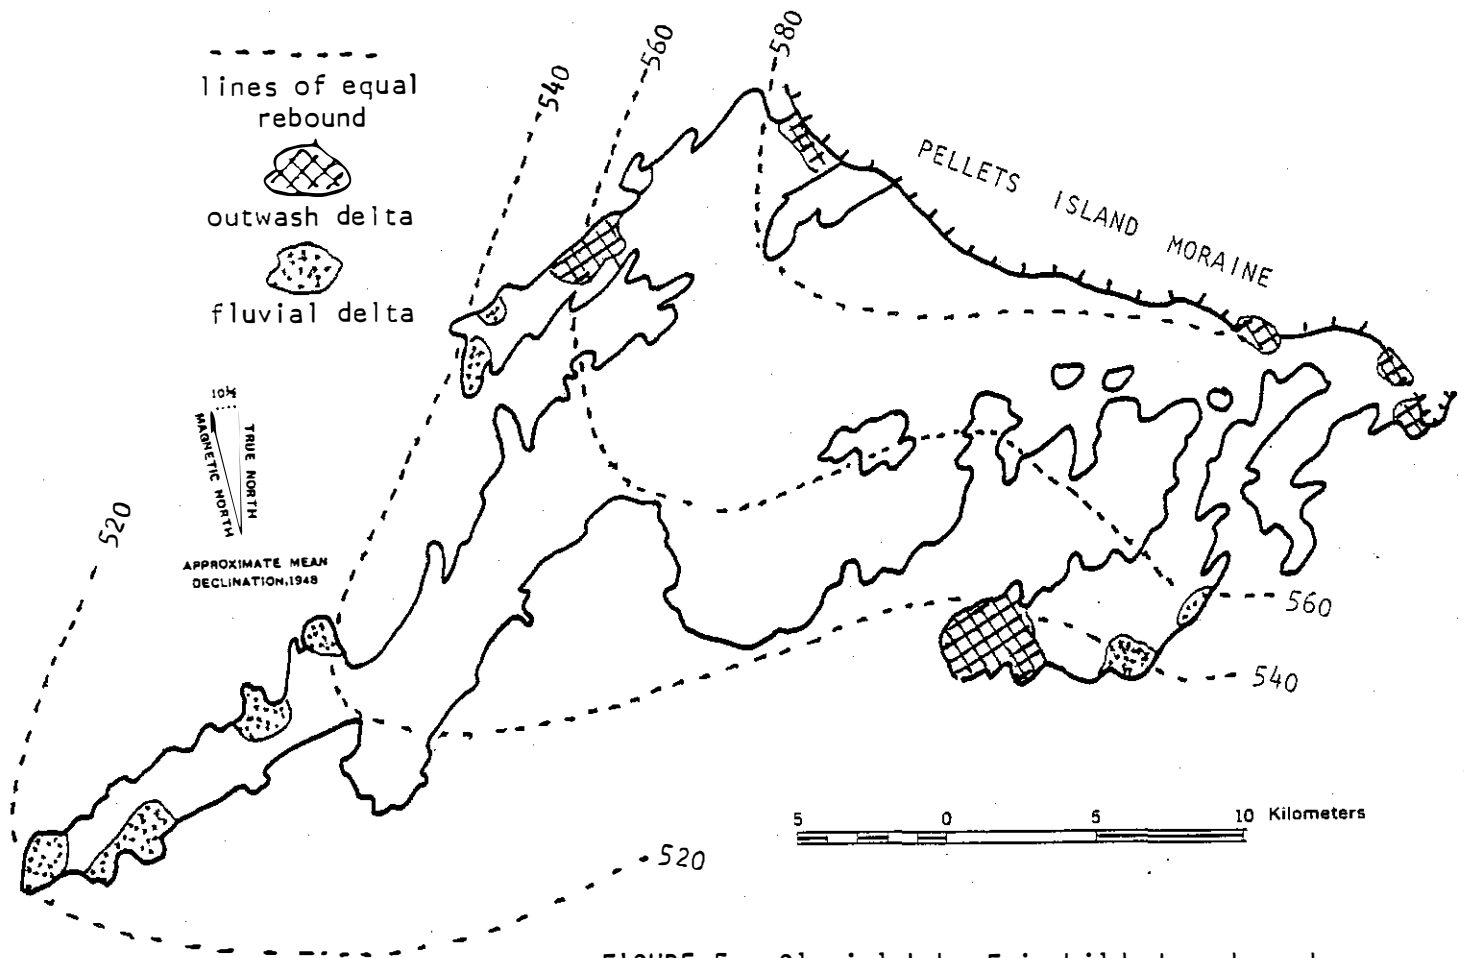 lines of equal
rebound
outwash delta
fluvial delta
540
560
580
PELLETS ISLAND MORAINE
10½
MAGNETIC NORTH
TRUE NORTH
APPROXIMATE MEAN
DECLINATION, 1948
520
560
540
520
5 0 5 10 Kilometers